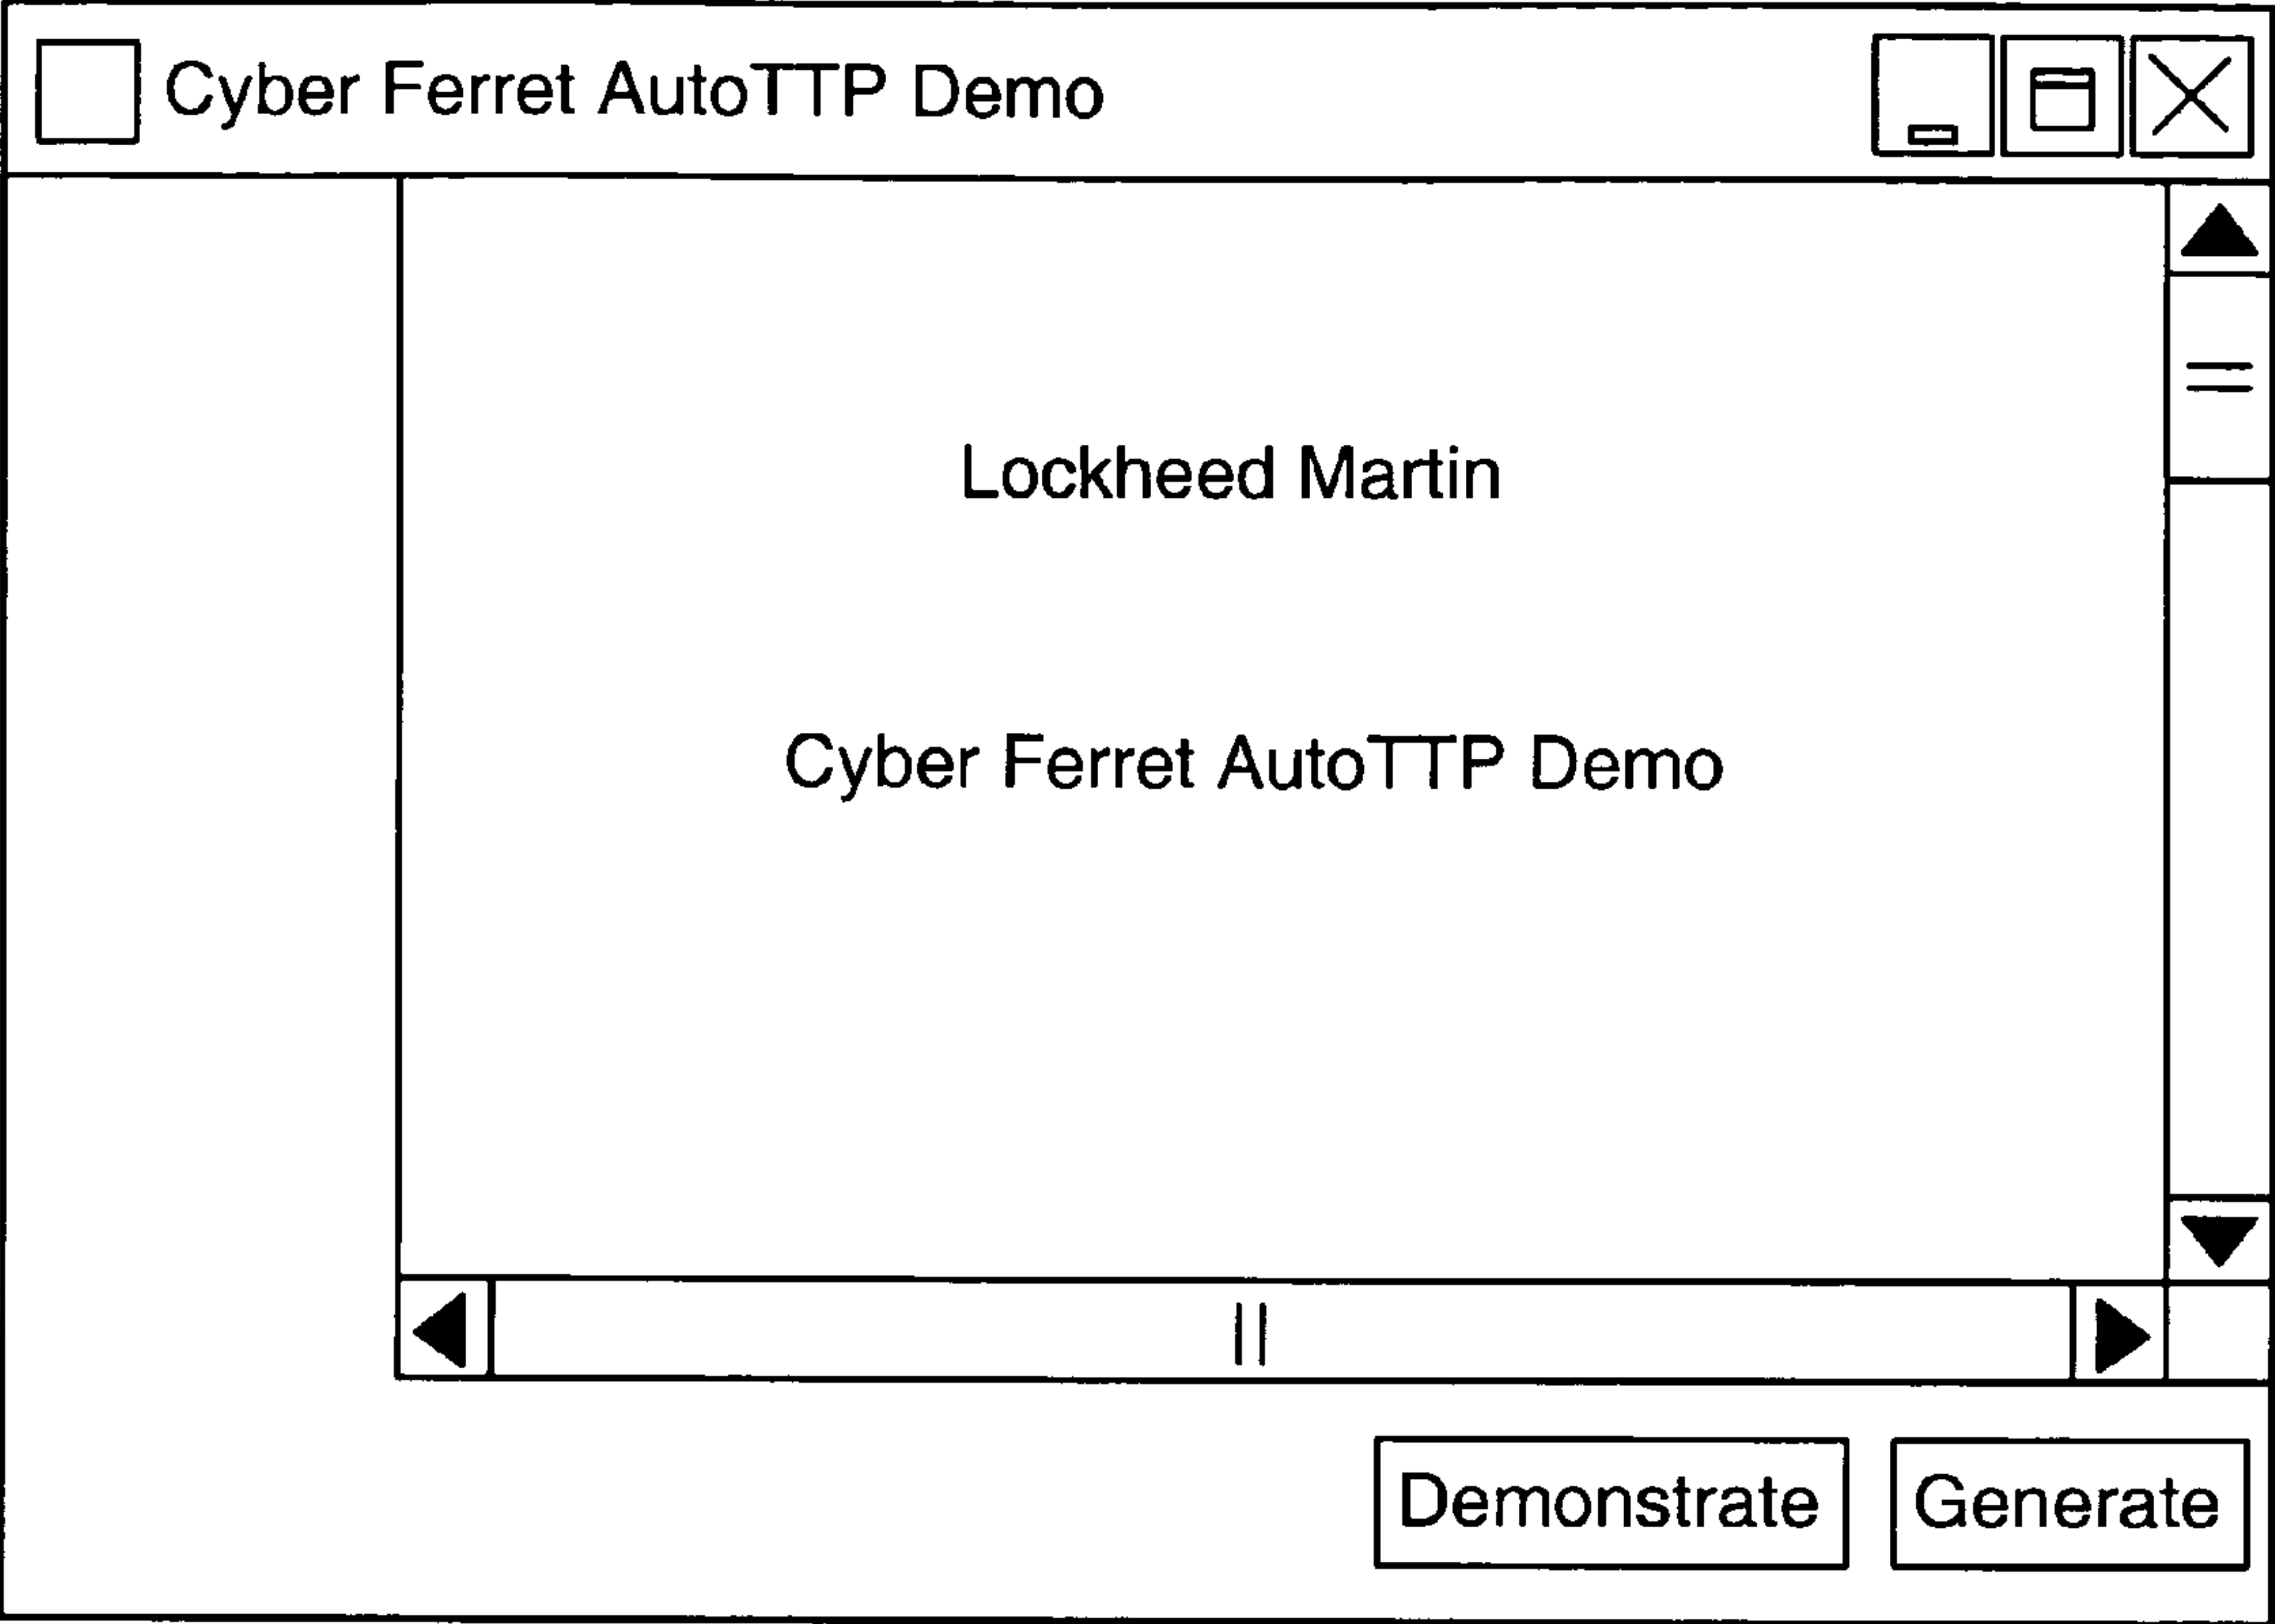 Cyber Ferret AutoTTP Demo
Lockheed Martin
Cyber Ferret AutoTTP Demo
Demonstrate
Generate